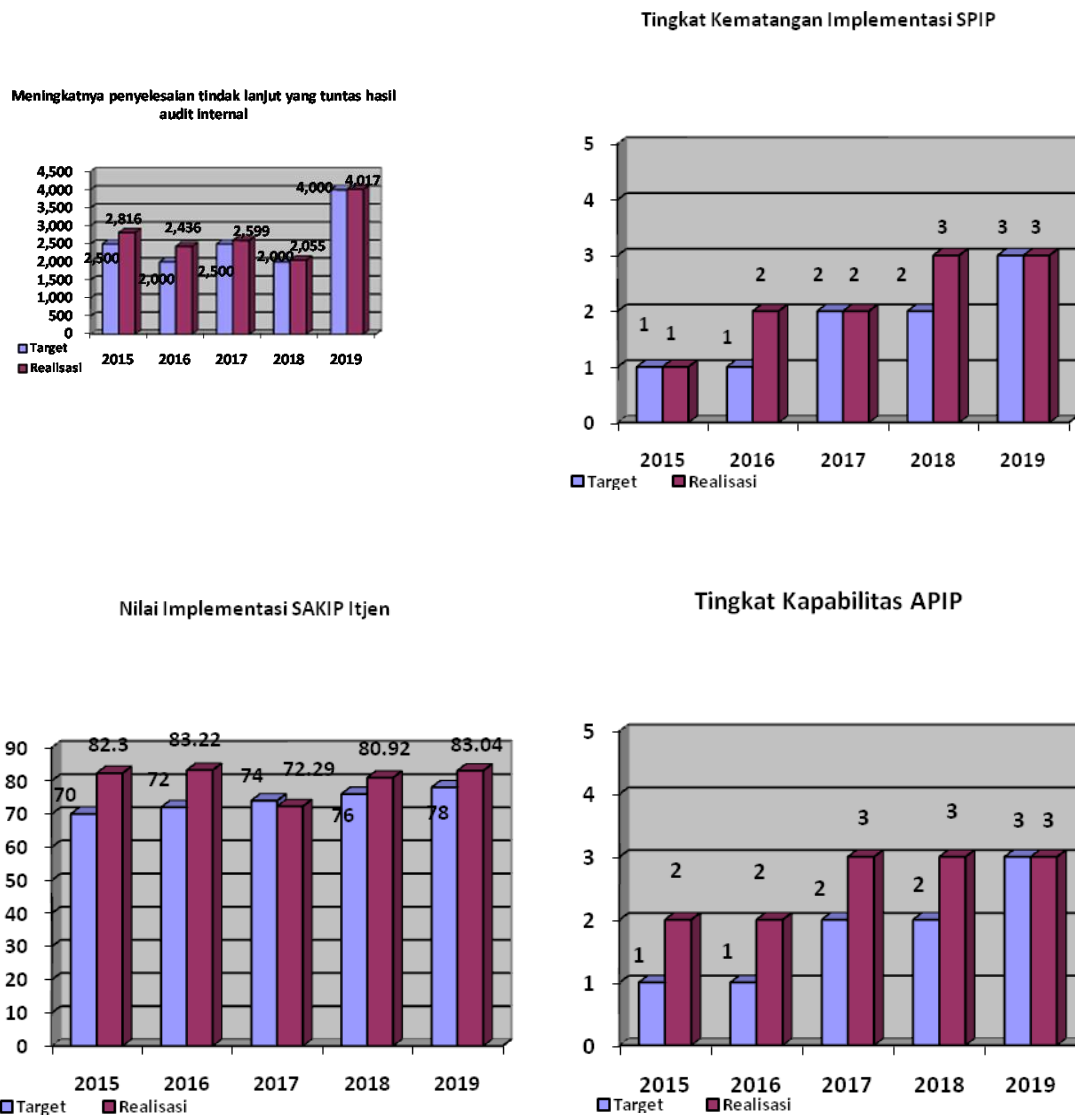 Meningkatnya penyelesaian tindak lanjut yang tuntas hasil
audit internal
4,500
4,000
3,500
3,000
2,500
2,000
1,500
1,000
500
0
2,816
2,500
2,436
2,000
2,599
2,500
2,000
2,055
4,000
4,017
2015 2016 2017 2018 2019
Target
Realisasi
Tingkat Kematangan Implementasi SPIP
5
4
3
2
1
0
1 1 1 2 2 2 2 3 3 3
2015 2016 2017 2018 2019
Target Realisasi
Nilai Implementasi SAKIP Itjen
90
80
70
60
50
40
30
20
10
0
70 82.3 72 83.22 74 72.29 76 80.92 78 83.04
2015 2016 2017 2018 2019
Target Realisasi
Tingkat Kapabilitas APIP
5
4
3
2
1
0
1 2 1 2 2 3 2 3 3 3
2015 2016 2017 2018 2019
Target Realisasi